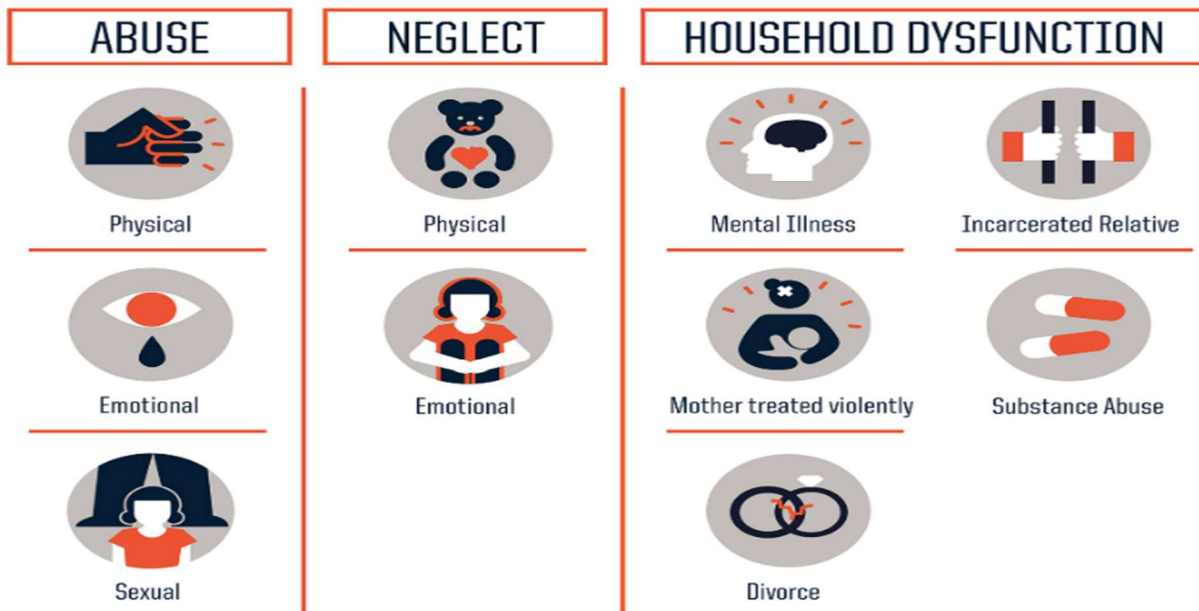 ABUSE
NEGLECT
HOUSEHOLD DYSFUNCTION
Physical
Emotional
Sexual
Physical
Emotional
Mental Illness
Incarcerated Relative
Mother treated violently
Substance Abuse
Divorce